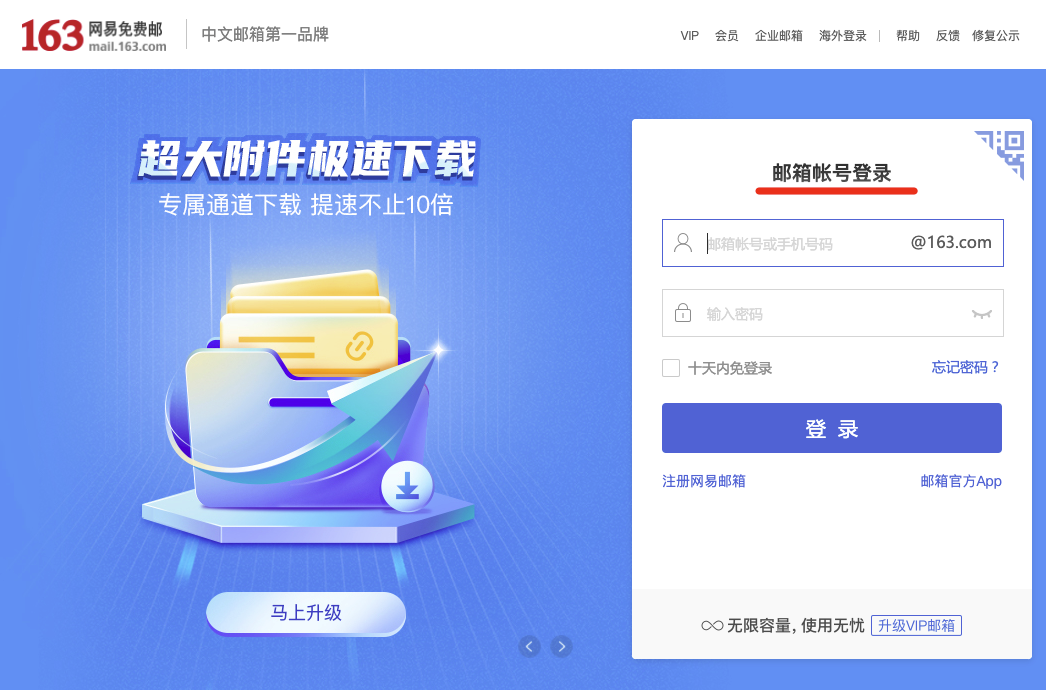 163 网易免费邮 中文邮箱第一品牌
mail.163.com
VIP 会员 企业邮箱 海外登录 | 帮助 反馈 修复公示
超大附件极速下载
专属通道下载 提速不止10倍
马上升级
邮箱帐号登录
邮箱帐号或手机号码 @163.com
输入密码
十天内免登录 忘记密码？
登 录
注册网易邮箱 邮箱官方App
无限容量, 使用无忧 升级VIP邮箱